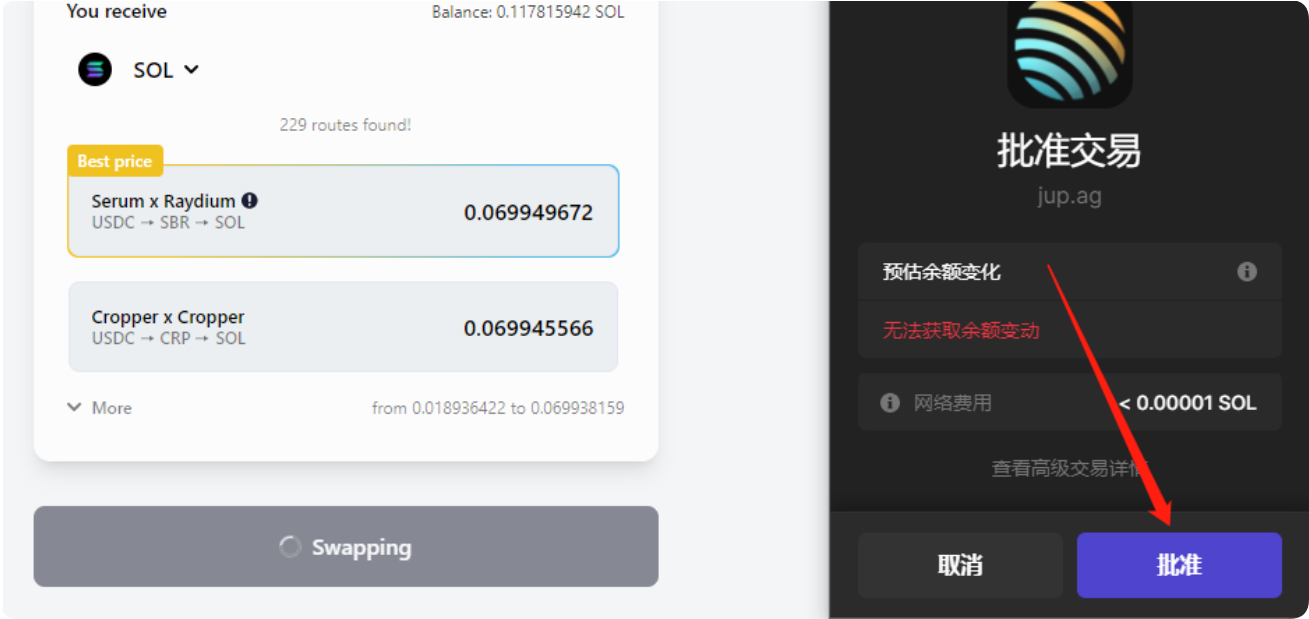 You receive
Balance: 0.117815942 SOL
SOL
229 routes found!
Best price
Serum x Raydium
0.069949672
USDC → SBR → SOL
Cropper x Cropper
0.069945566
USDC → CRP → SOL
More
from 0.018936422 to 0.069938159
Swapping
批准交易
jup.ag
预估余额变化
无法获取余额变动
网络费用
< 0.00001 SOL
查看高级交易详情
取消
批准